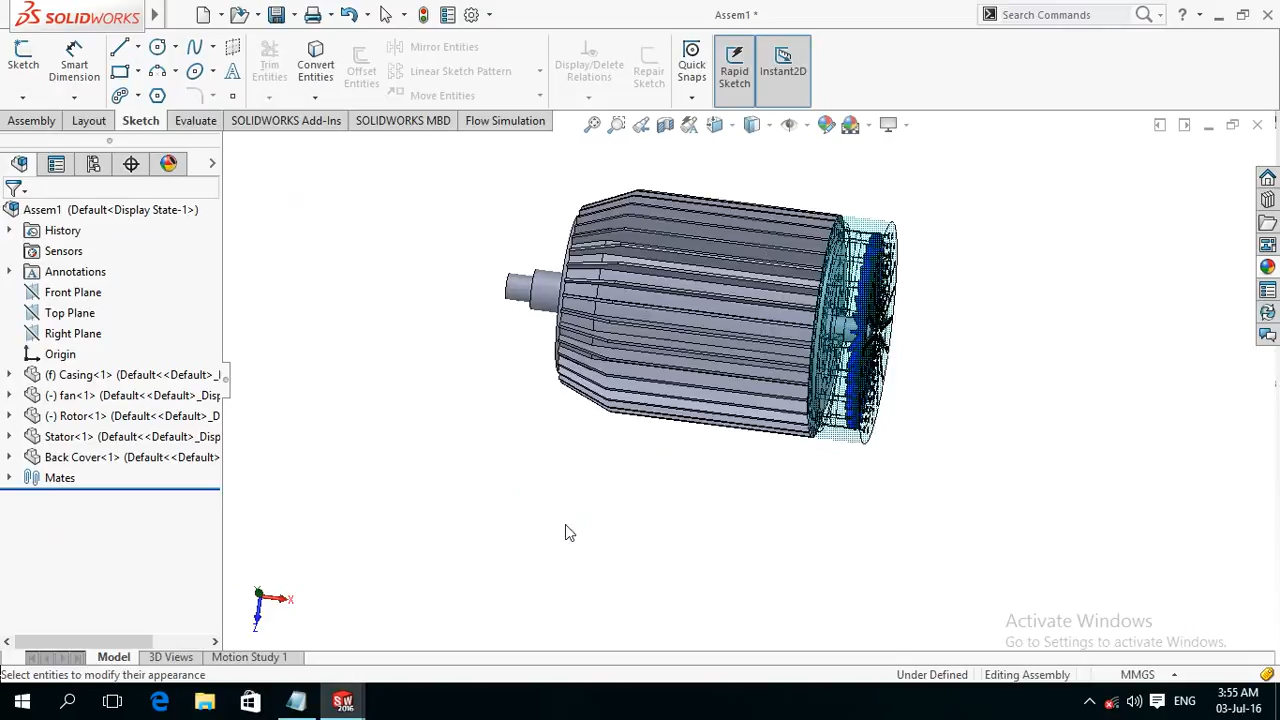 SOLIDWORKS
Assem1 *
Search Commands
?
Sketch
Smart
Dimension
Trim
Entities
Convert
Entities
Offset
Entities
Mirror Entities
Linear Sketch Pattern
Move Entities
Display/Delete
Relations
Repair
Sketch
Quick
Snaps
Rapid
Sketch
Instant2D
Assembly
Layout
Sketch
Evaluate
SOLIDWORKS Add-Ins
SOLIDWORKS MBD
Flow Simulation
Assem1 (Default<Display State-1>)
History
Sensors
Annotations
Front Plane
Top Plane
Right Plane
Origin
(f) Casing<1> (Default<<Default>_
(-) fan<1> (Default<<Default>_Disp
(-) Rotor<1> (Default<<Default>_D
Stator<1> (Default<<Default>_Disp
Back Cover<1> (Default<<Default>
Mates
X
Z
Activate Windows
Go to Settings to activate Windows.
Model
3D Views
Motion Study 1
Select entities to modify their appearance
Under Defined
Editing Assembly
MMGS
SW
2016
ENG
3:55 AM
03-Jul-16